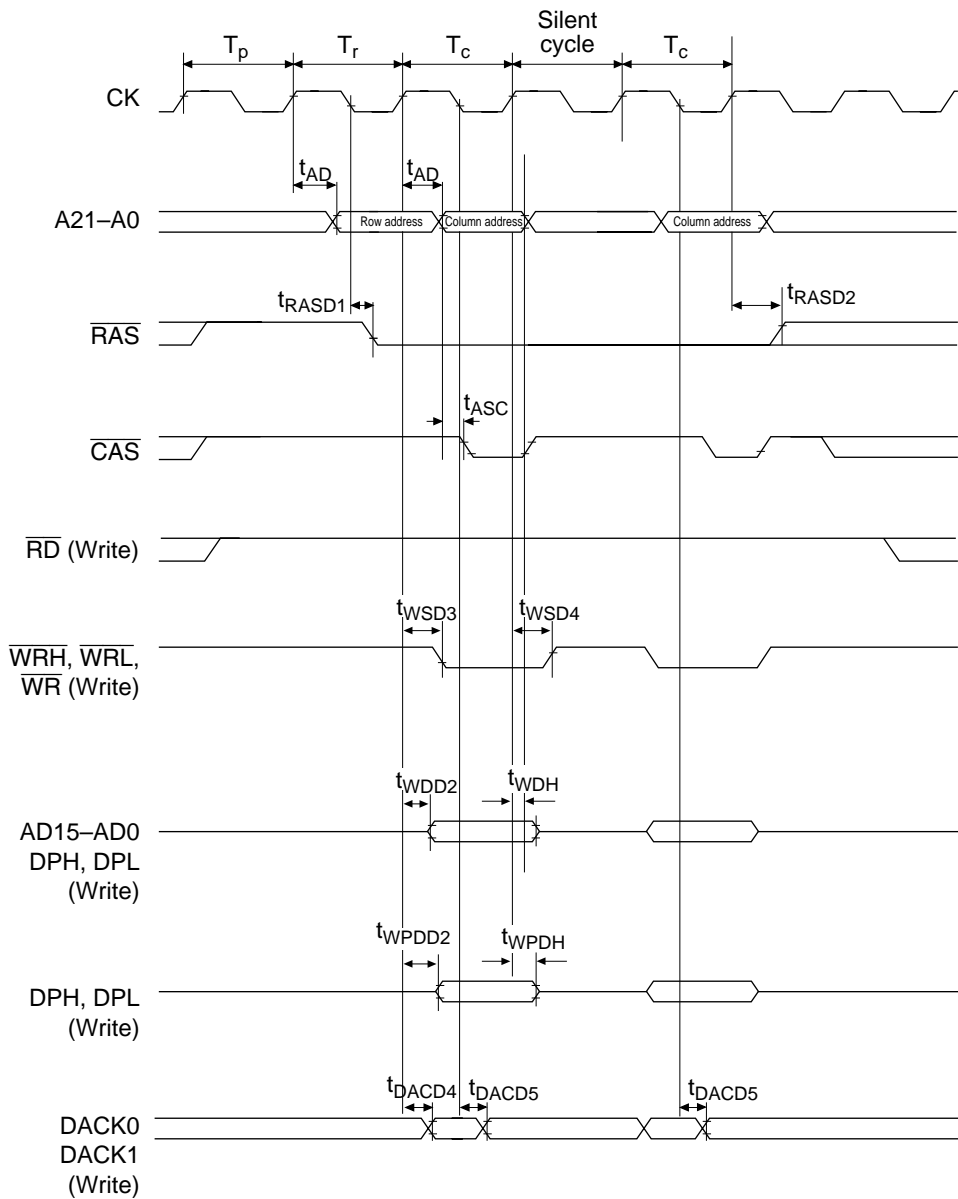 Silent
cycle
Tp Tr Tc Tc
CK
tAD tAD
A21–A0 Row address Column address Column address
tRASD1 tRASD2
RAS
tASC
CAS
RD (Write)
tWSD3 tWSD4
WRH, WRL,
WR (Write)
tWDD2 tWDH
AD15–AD0
DPH, DPL
(Write)
tWPDD2 tWPDH
DPH, DPL
(Write)
tDACD4 tDACD5 tDACD5
DACK0
DACK1
(Write)